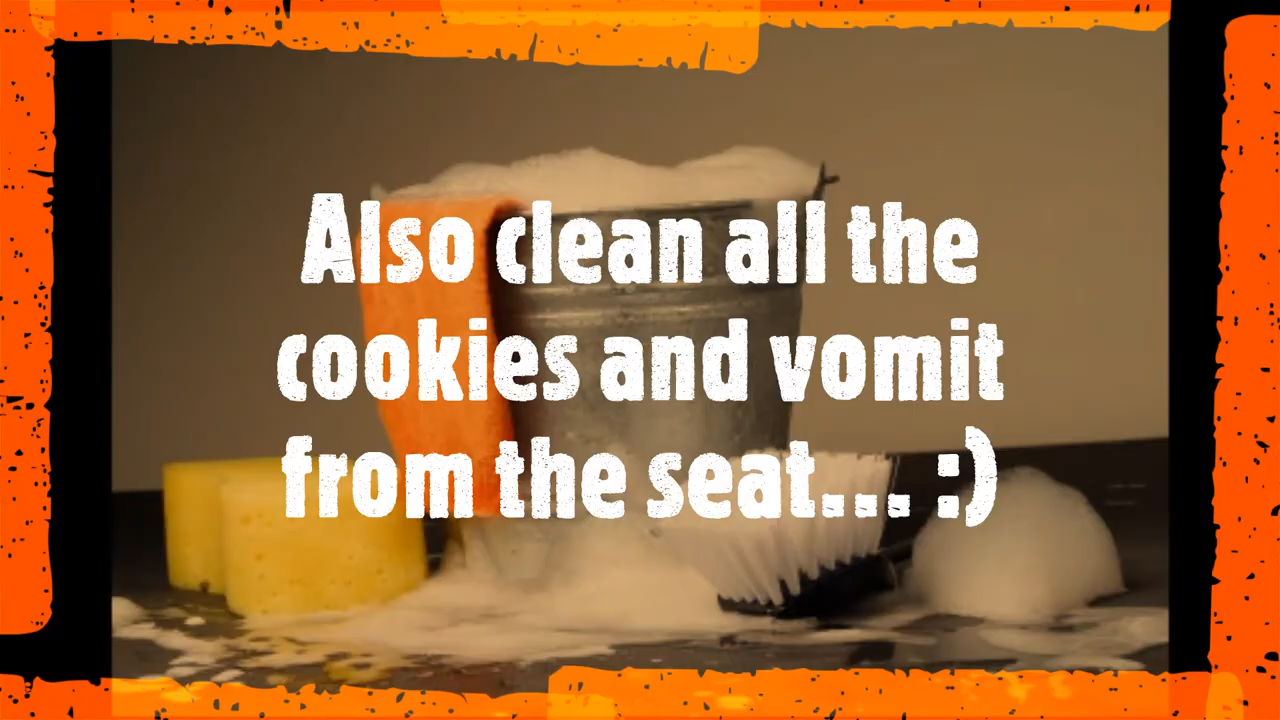 Also clean all the
cookies and vomit
from the seat... :)